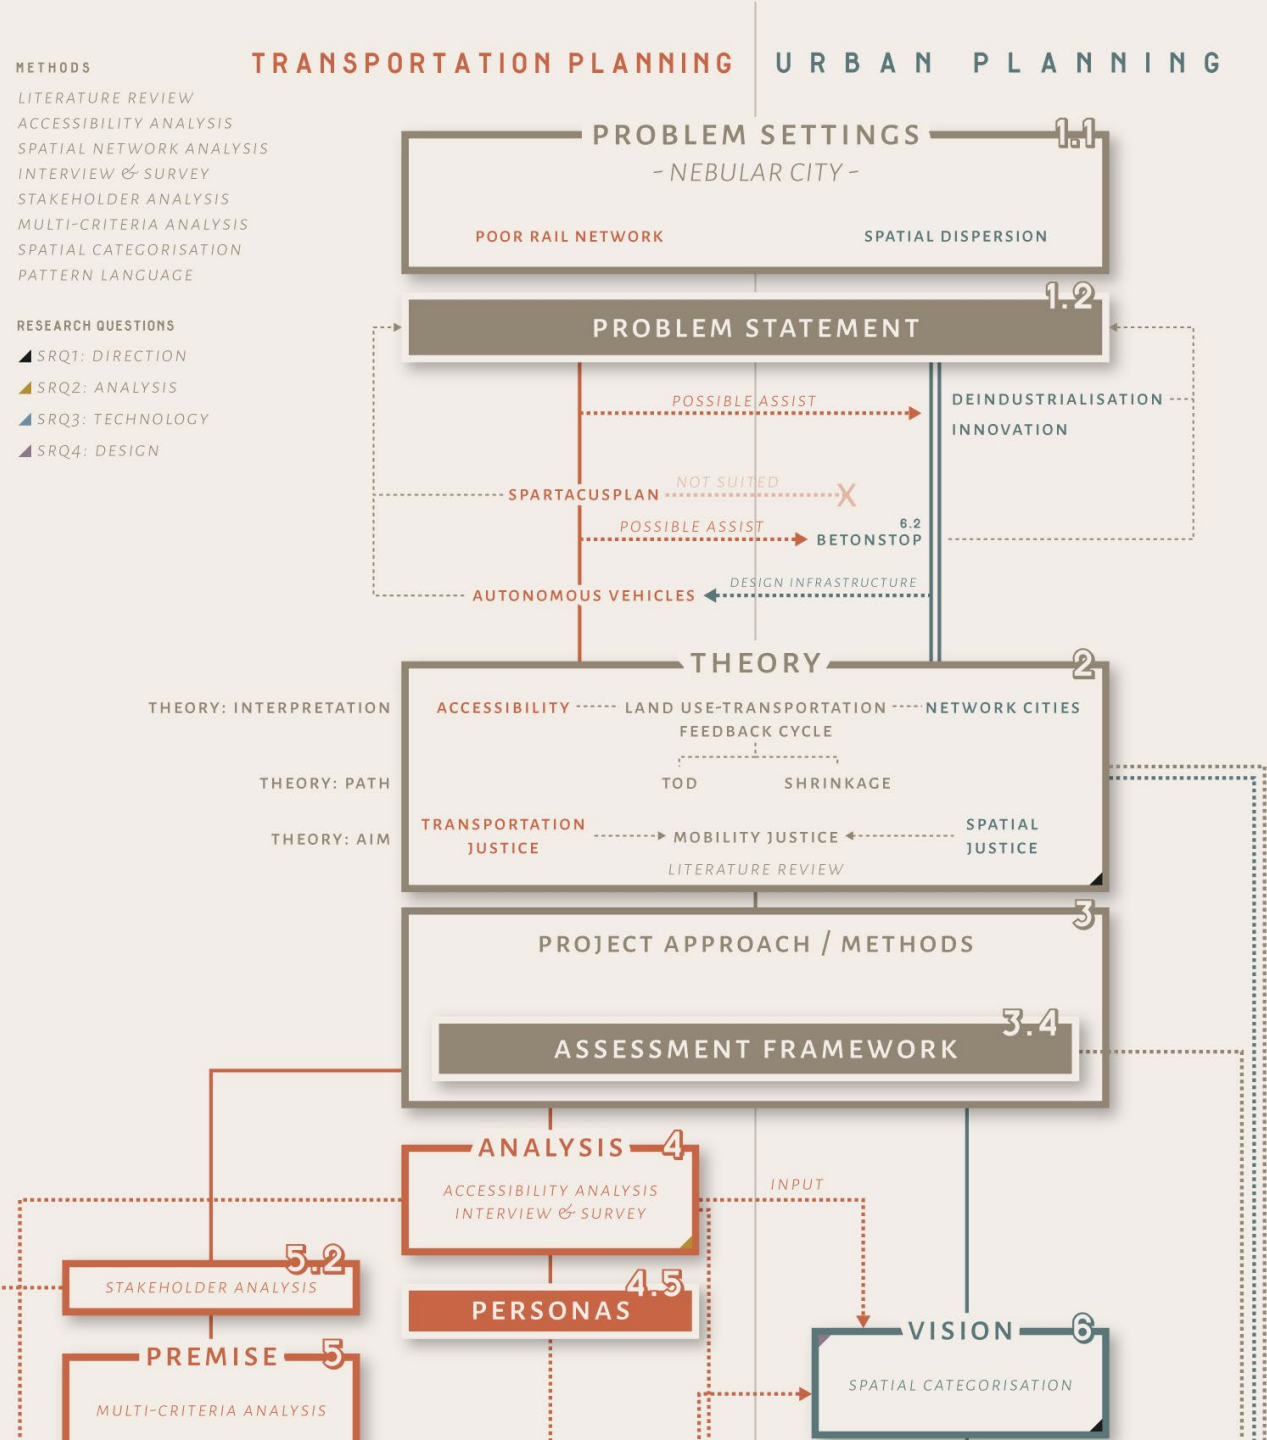 TRANSPORTATION PLANNING
URBAN PLANNING
METHODS
LITERATURE REVIEW
ACCESSIBILITY ANALYSIS
SPATIAL NETWORK ANALYSIS
INTERVIEW & SURVEY
STAKEHOLDER ANALYSIS
MULTI-CRITERIA ANALYSIS
SPATIAL CATEGORISATION
PATTERN LANGUAGE
RESEARCH QUESTIONS
SRQ1: DIRECTION
SRQ2: ANALYSIS
SRQ3: TECHNOLOGY
SRQ4: DESIGN
PROBLEM SETTINGS
1.1
- NEBULAR CITY -
POOR RAIL NETWORK
SPATIAL DISPERSION
1.2
PROBLEM STATEMENT
POSSIBLE ASSIST
DEINDUSTRIALISATION
INNOVATION
SPARTACUSPLAN
NOT SUITED
X
POSSIBLE ASSIST
6.2
BETONSTOP
AUTONOMOUS VEHICLES
DESIGN INFRASTRUCTURE
THEORY
2
THEORY: INTERPRETATION
ACCESSIBILITY
LAND USE-TRANSPORTATION
FEEDBACK CYCLE
NETWORK CITIES
THEORY: PATH
TOD
SHRINKAGE
THEORY: AIM
TRANSPORTATION
JUSTICE
MOBILITY JUSTICE
SPATIAL
JUSTICE
LITERATURE REVIEW
3
PROJECT APPROACH / METHODS
3.4
ASSESSMENT FRAMEWORK
ANALYSIS
4
ACCESSIBILITY ANALYSIS
INTERVIEW & SURVEY
INPUT
5.2
STAKEHOLDER ANALYSIS
4.5
PERSONAS
PREMISE
5
MULTI-CRITERIA ANALYSIS
VISION
6
SPATIAL CATEGORISATION